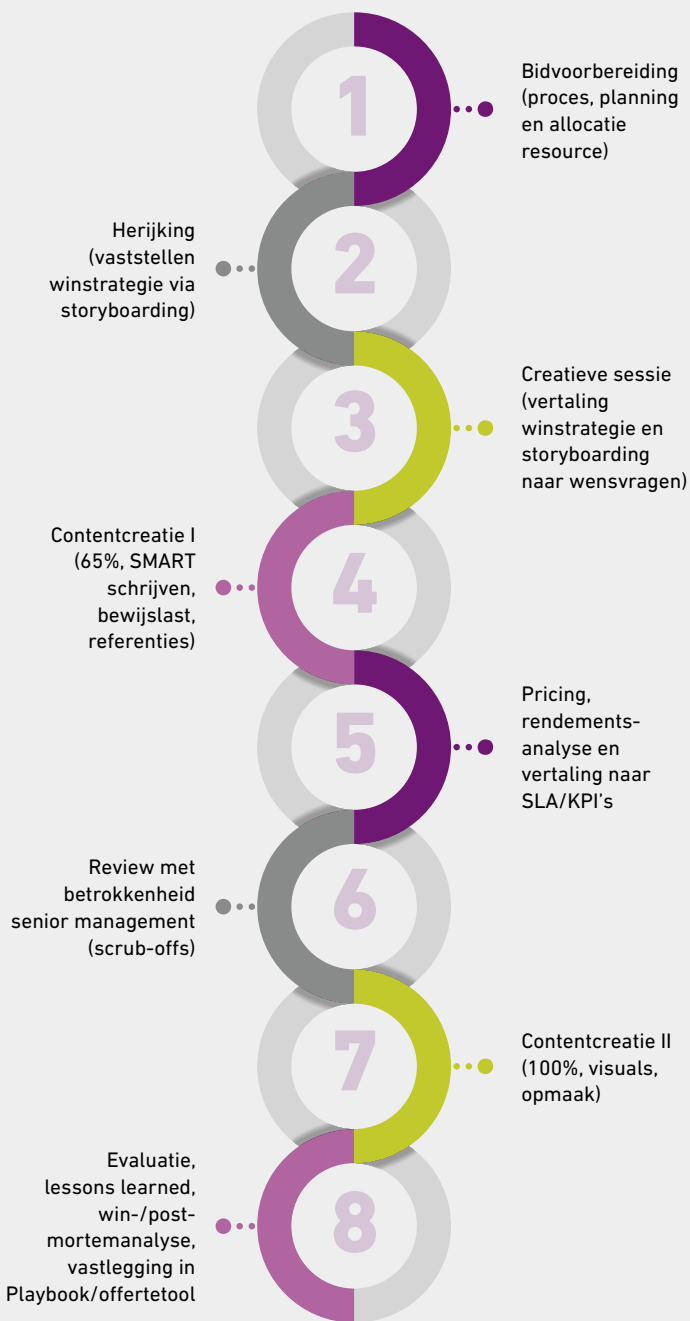 1
Bidvoorbereiding
(proces, planning
en allocatie
resource)
2
Herijking
(vaststellen
winstrategie via
storyboarding)
3
Creatieve sessie
(vertaling
winstrategie en
storyboarding
naar wensvragen)
4
Contentcreatie I
(65%, SMART
schrijven,
bewijslast,
referenties)
5
Pricing,
rendements-
analyse en
vertaling naar
SLA/KPI's
6
Review met
betrokkenheid
senior management
(scrub-offs)
7
Contentcreatie II
(100%, visuals,
opmaak)
8
Evaluatie,
lessons learned,
win-/post-
mortemanalyse,
vastlegging in
Playbook/offertetool